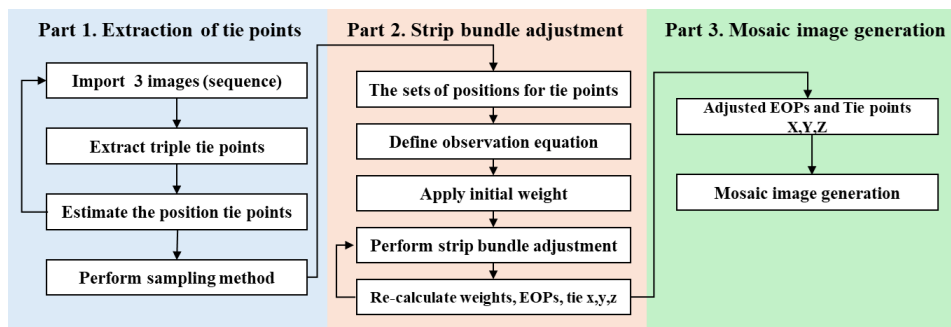 Part 1. Extraction of tie points
Import 3 images (sequence)
Extract triple tie points
Estimate the position tie points
Perform sampling method
Part 2. Strip bundle adjustment
The sets of positions for tie points
Define observation equation
Apply initial weight
Perform strip bundle adjustment
Re-calculate weights, EOPs, tie x,y,z
Part 3. Mosaic image generation
Adjusted EOPs and Tie points
X,Y,Z
Mosaic image generation